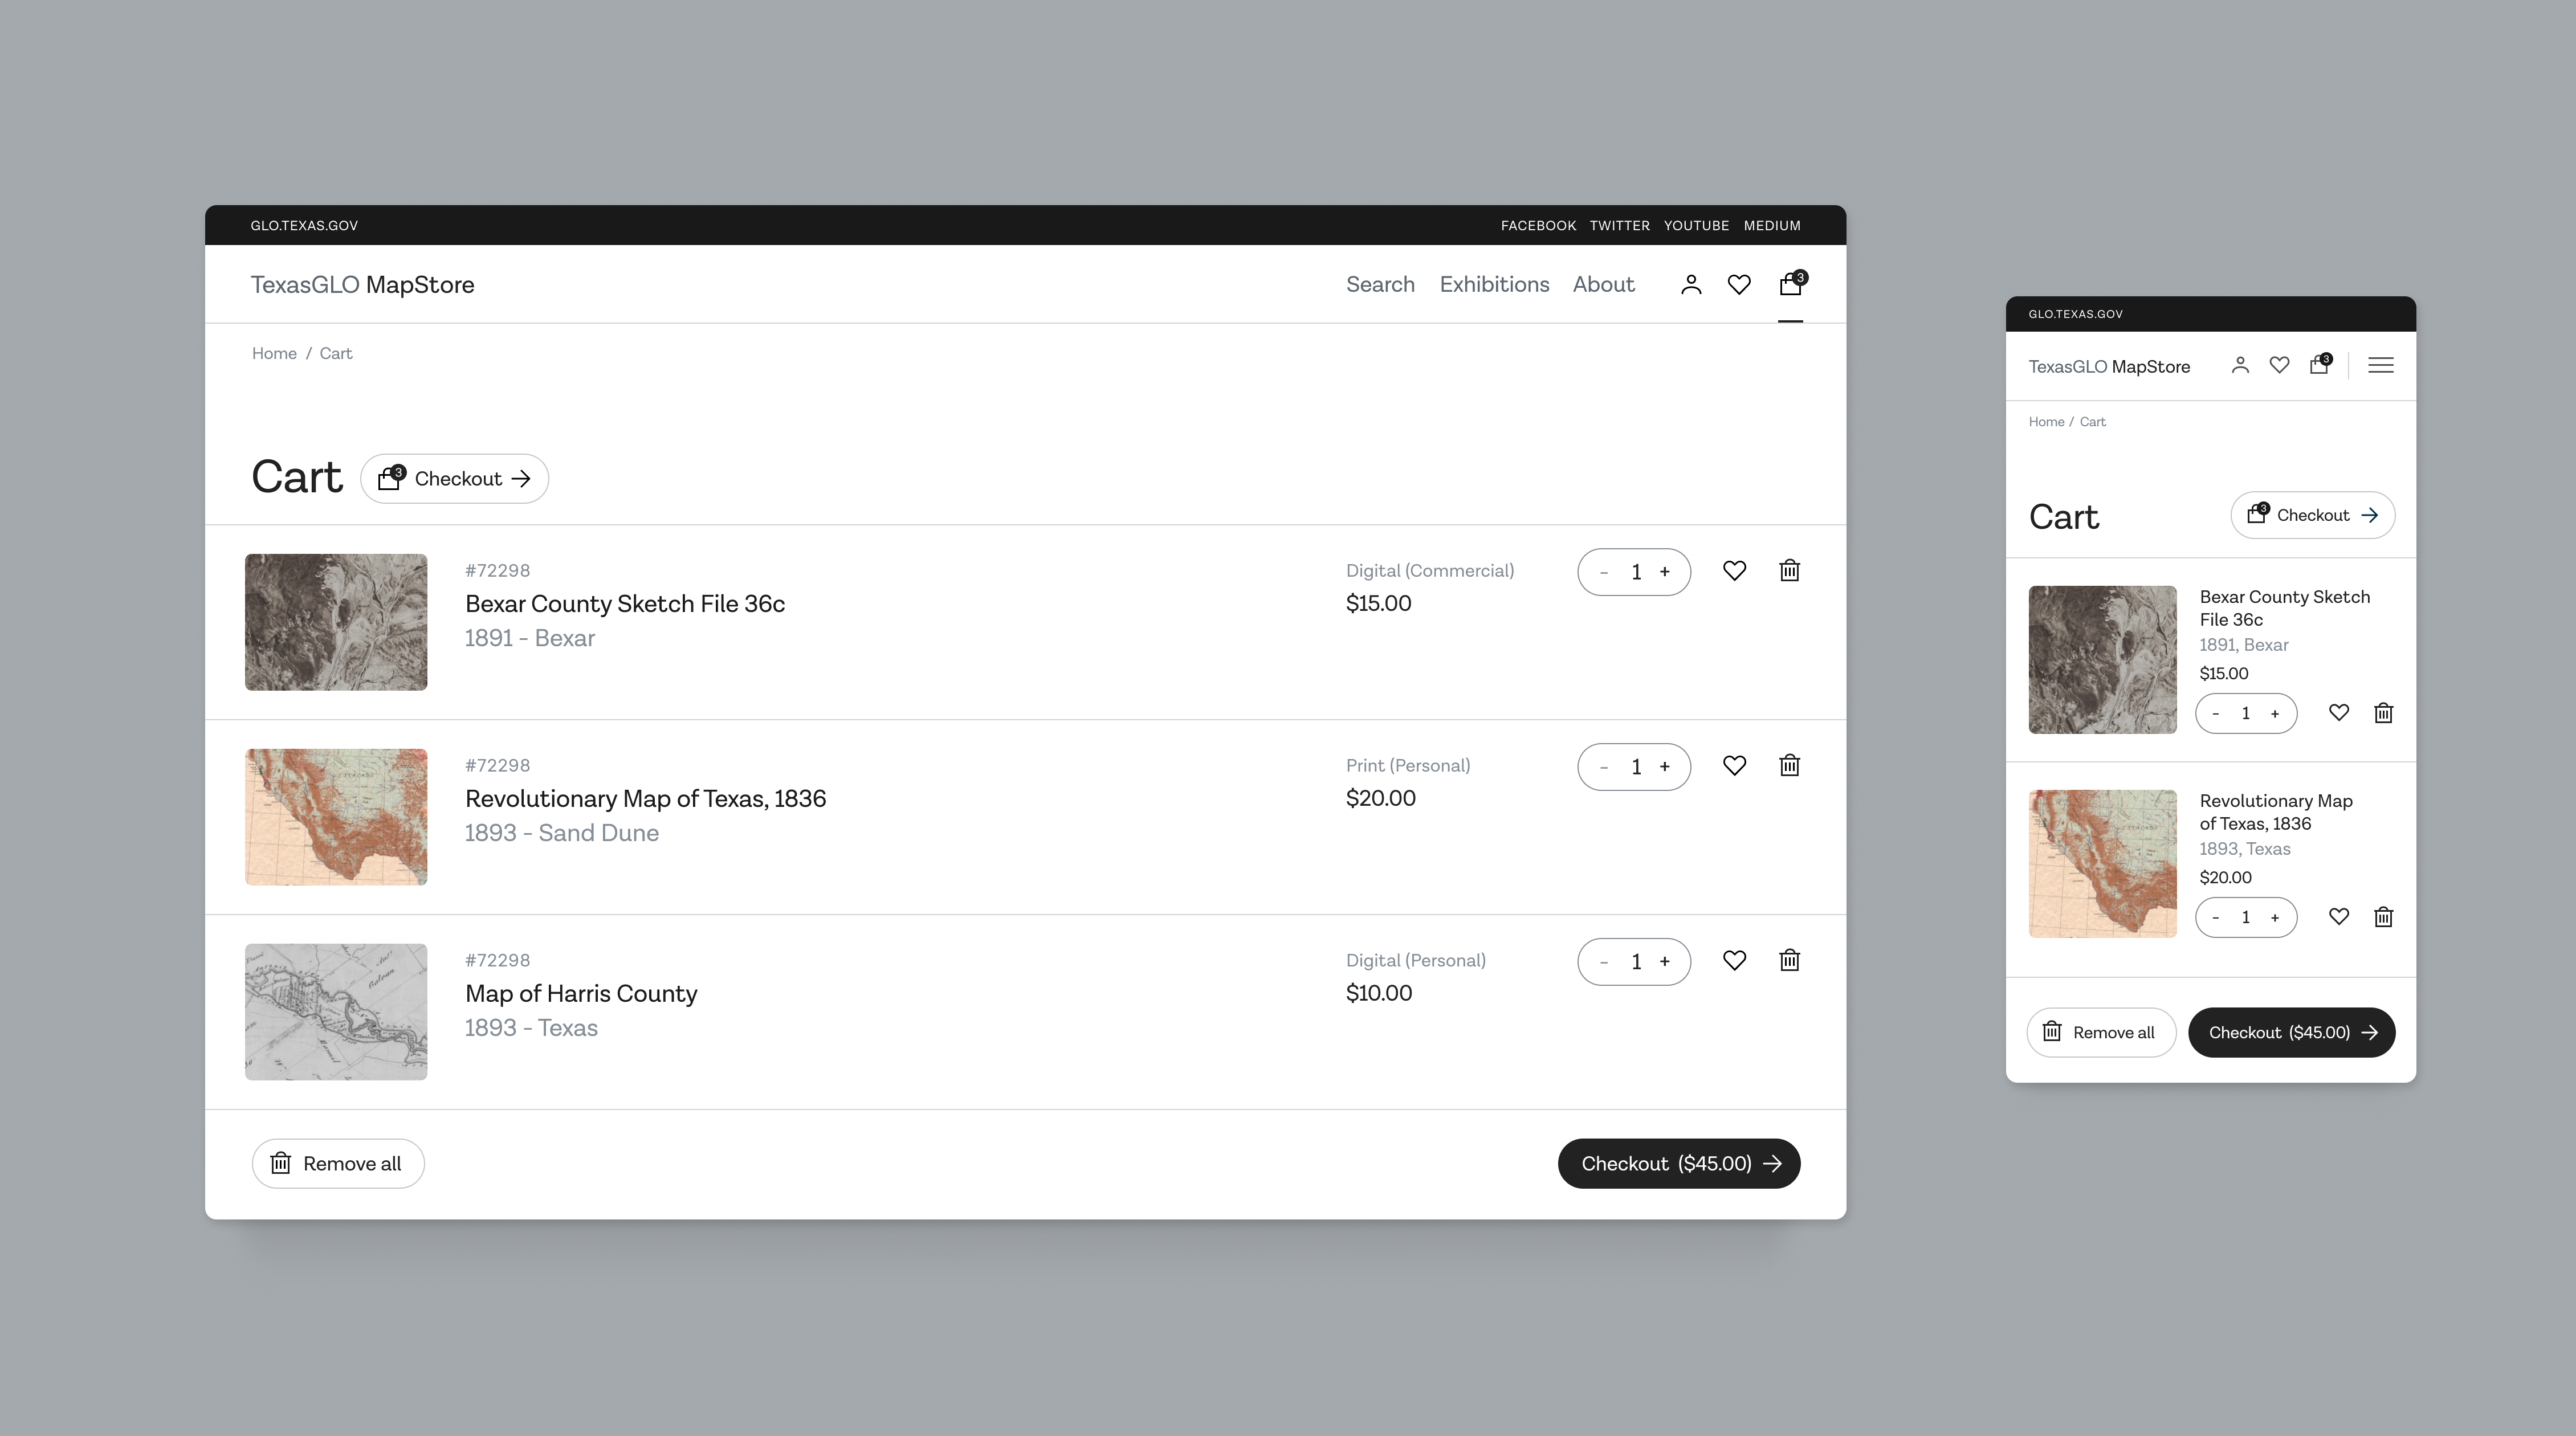 GLO.TEXAS.GOV
FACEBOOK TWITTER YOUTUBE MEDIUM
TexasGLO MapStore
Search Exhibitions About 3
Home / Cart
Cart 3 Checkout
#72298
Bexar County Sketch File 36c
1891 - Bexar
Digital (Commercial)
$15.00
- 1 +
#72298
Revolutionary Map of Texas, 1836
1893 - Sand Dune
Print (Personal)
$20.00
- 1 +
#72298
Map of Harris County
1893 - Texas
Digital (Personal)
$10.00
- 1 +
Remove all
Checkout ($45.00)
GLO.TEXAS.GOV
TexasGLO MapStore 3
Home / Cart
Cart 3 Checkout
Bexar County Sketch
File 36c
1891, Bexar
$15.00
- 1 +
Revolutionary Map
of Texas, 1836
1893, Texas
$20.00
- 1 +
Remove all
Checkout ($45.00)